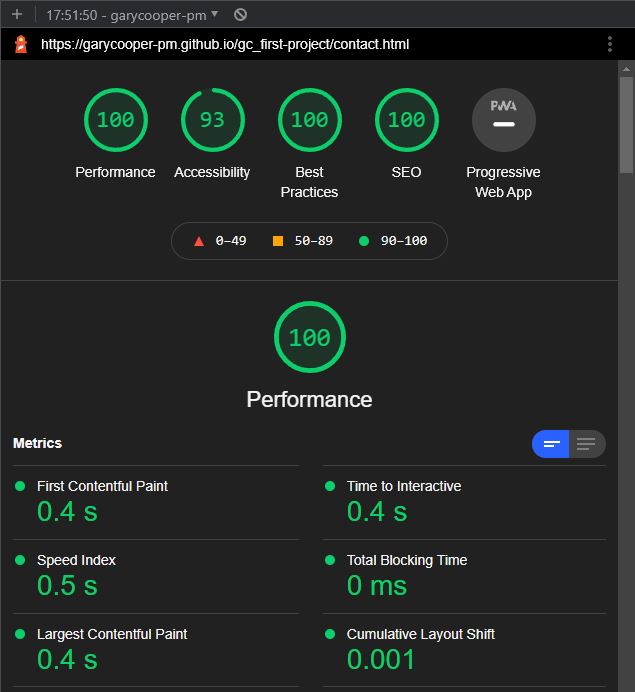 17:51:50 - garycooper-pm
https://garycooper-pm.github.io/gc_first-project/contact.html
100
93
100
100
PWA
Performance
Accessibility
Best
Practices
SEO
Progressive
Web App
0–49
50–89
90–100
100
Performance
Metrics
First Contentful Paint
0.4 s
Time to Interactive
0.4 s
Speed Index
0.5 s
Total Blocking Time
0 ms
Largest Contentful Paint
0.4 s
Cumulative Layout Shift
0.001